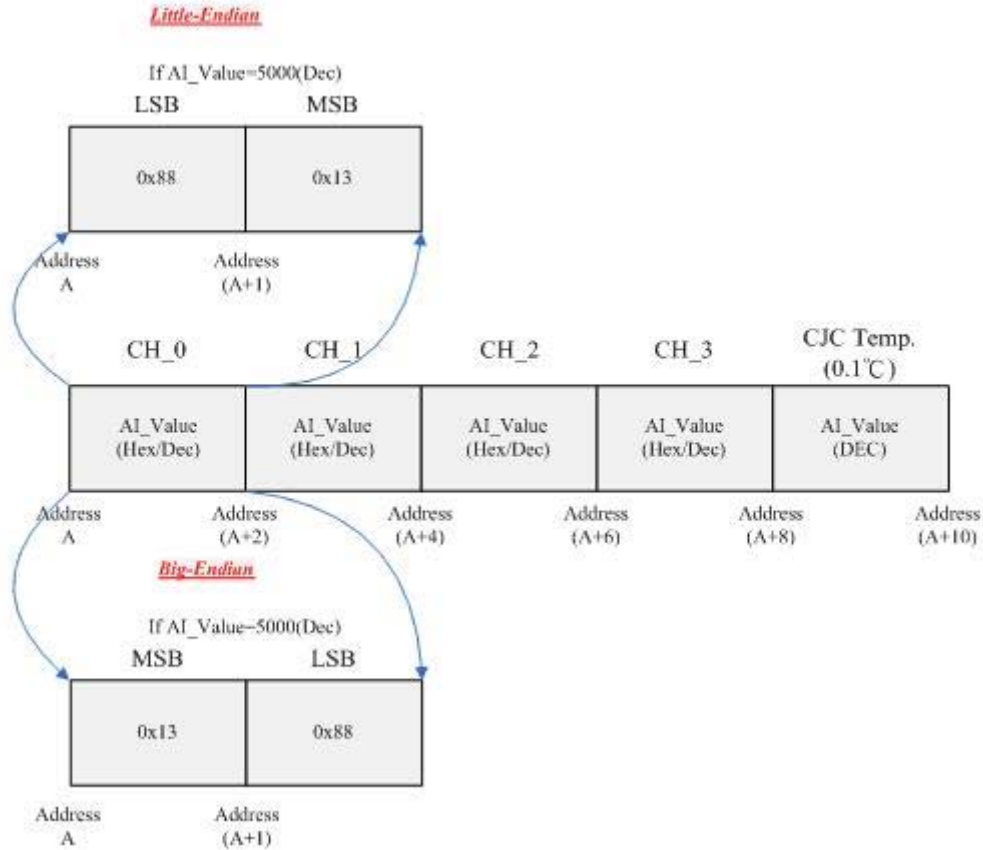 Little-Endian
If AI_Value=5000(Dec)
LSB MSB
0x88 0x13
Address Address
A (A+1)
CH_0 CH_1 CH_2 CH_3 CJC Temp.
(0.1℃)
AI_Value AI_Value AI_Value AI_Value AI_Value
(Hex/Dec) (Hex/Dec) (Hex/Dec) (Hex/Dec) (DEC)
Address Address Address Address Address Address
A (A+2) (A+4) (A+6) (A+8) (A+10)
Big-Endian
If AI_Value=5000(Dec)
MSB LSB
0x13 0x88
Address Address
A (A+1)